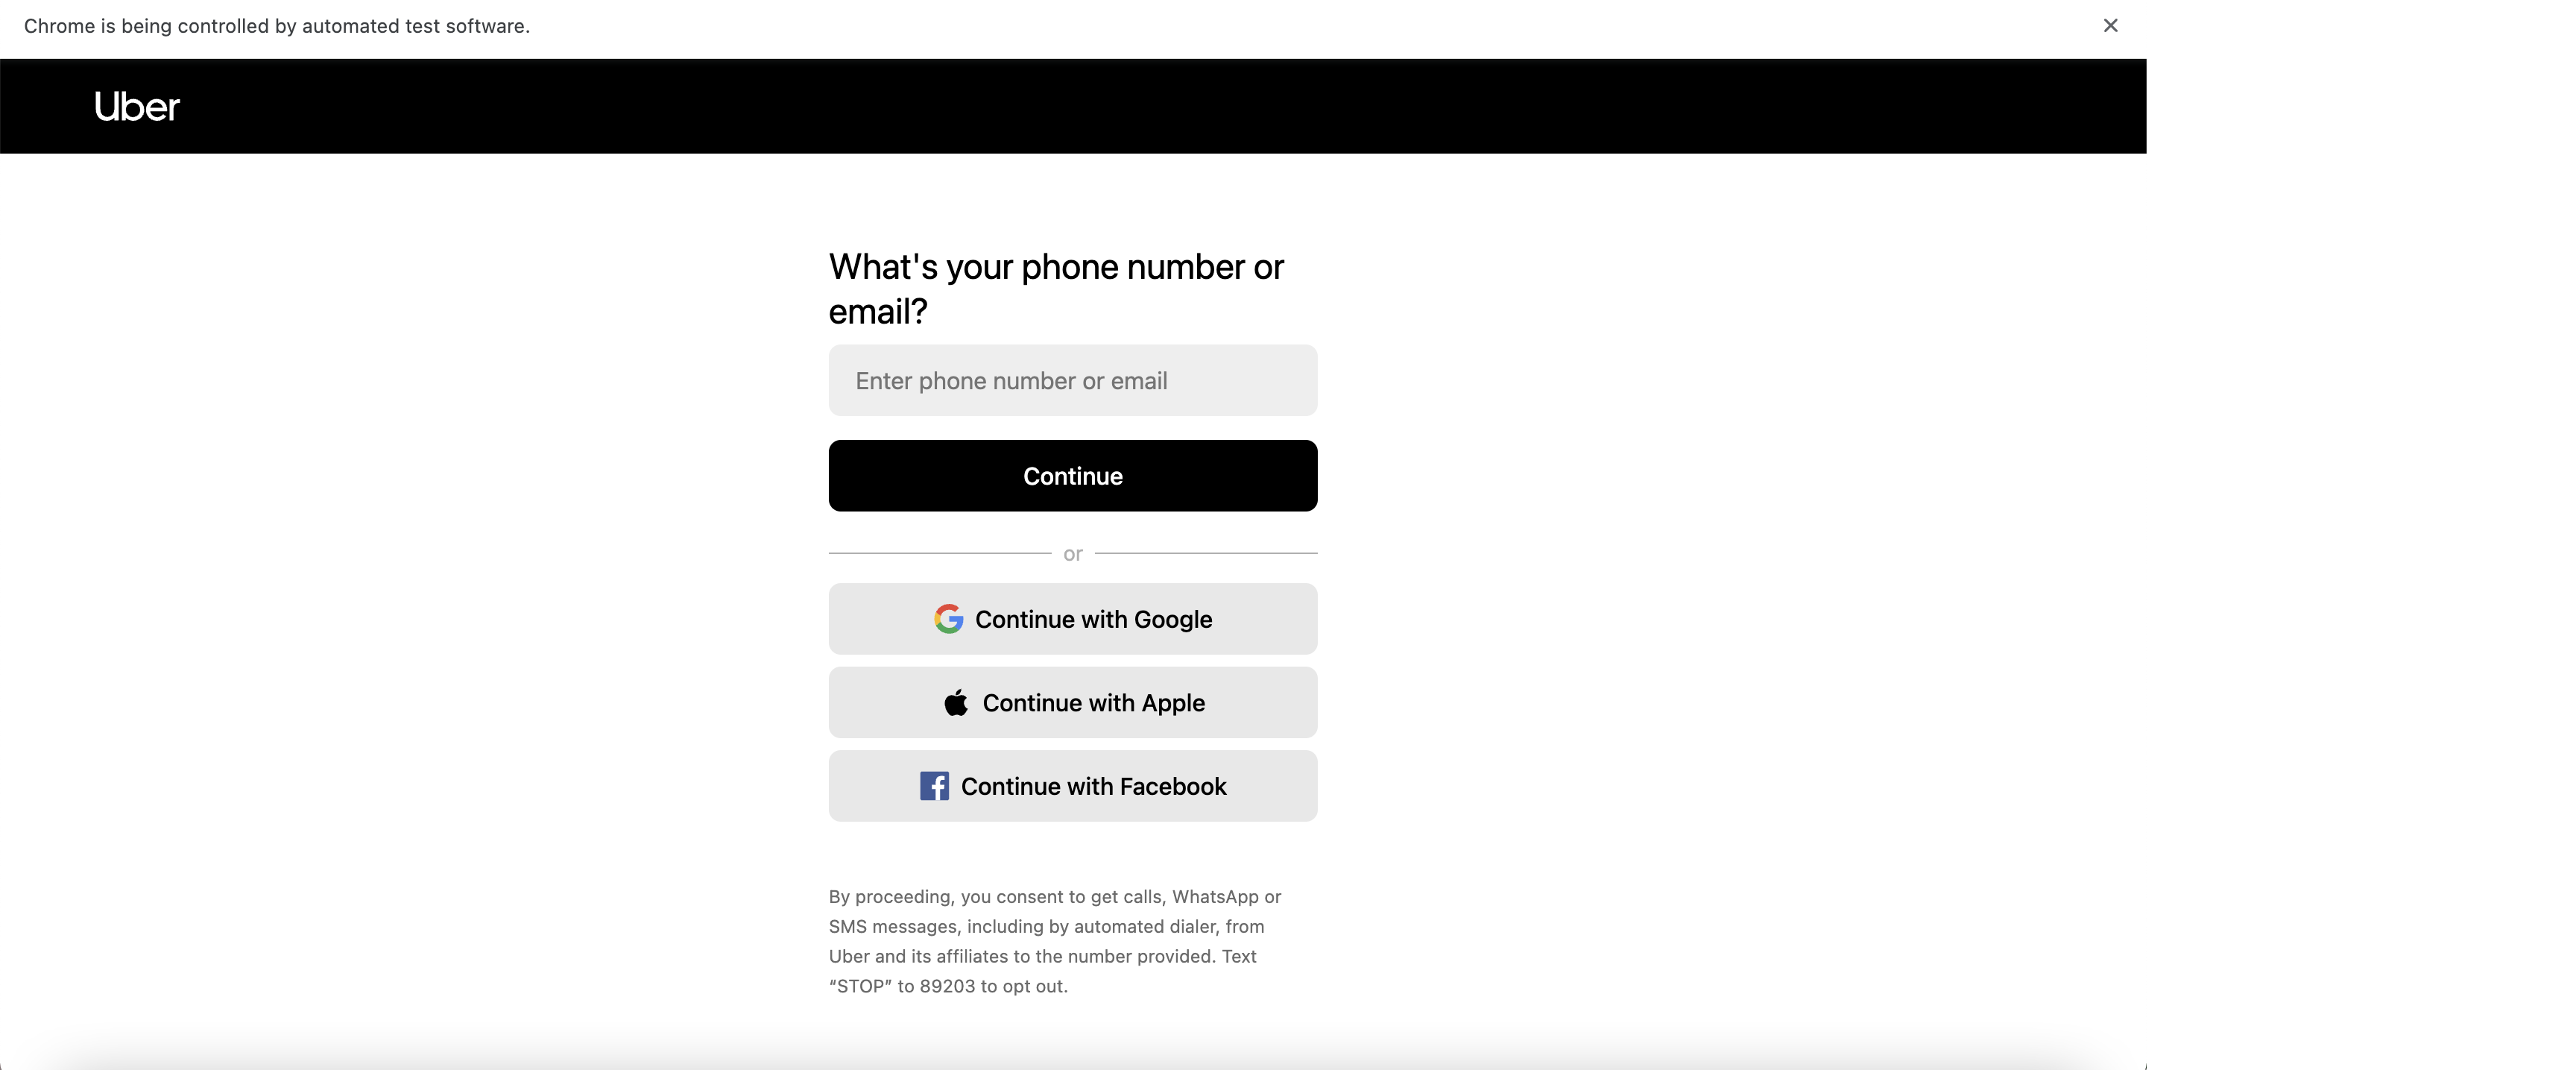 Chrome is being controlled by automated test software.
Uber
What's your phone number or
email?
Enter phone number or email
Continue
or
Continue with Google
Continue with Apple
Continue with Facebook
By proceeding, you consent to get calls, WhatsApp or
SMS messages, including by automated dialer, from
Uber and its affiliates to the number provided. Text
“STOP” to 89203 to opt out.